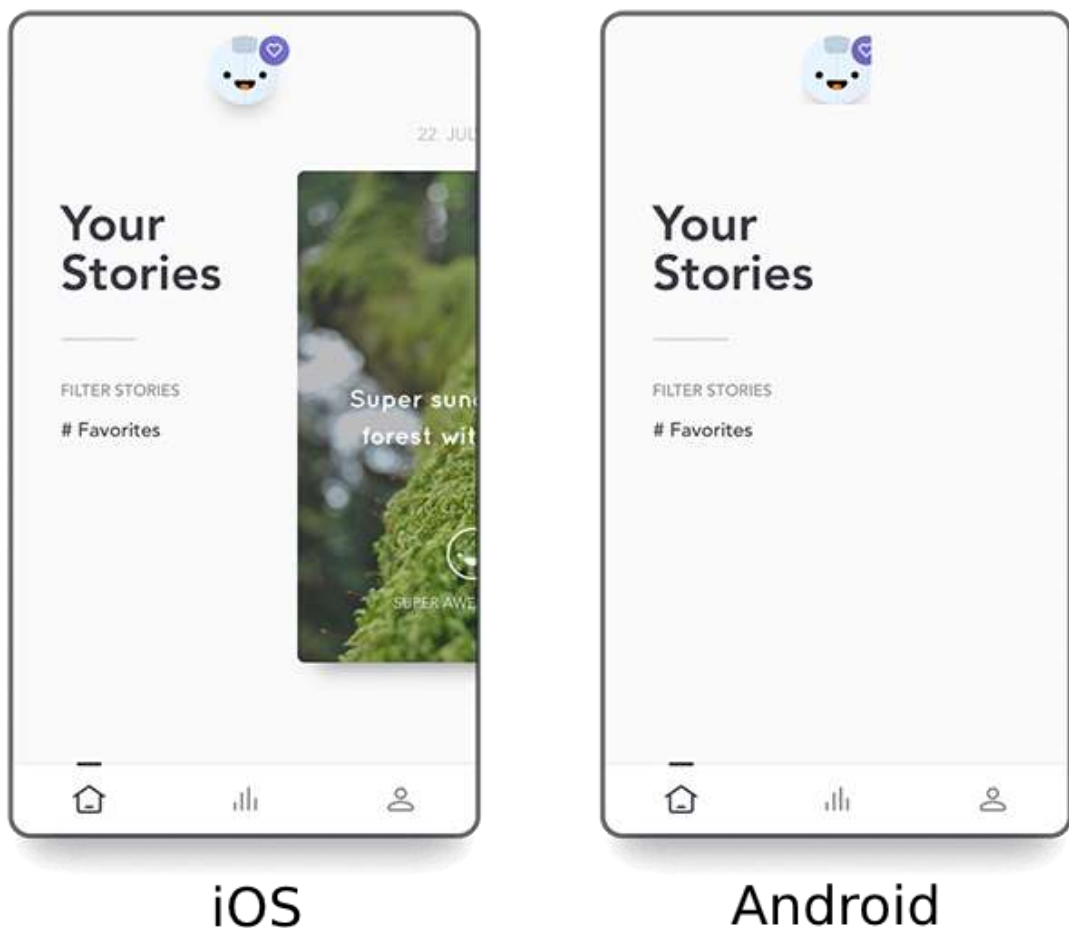 22. JUL
Your
Stories
FILTER STORIES
# Favorites
Super sun
forest wit
SUPER AWE
iOS
Your
Stories
FILTER STORIES
# Favorites
Android